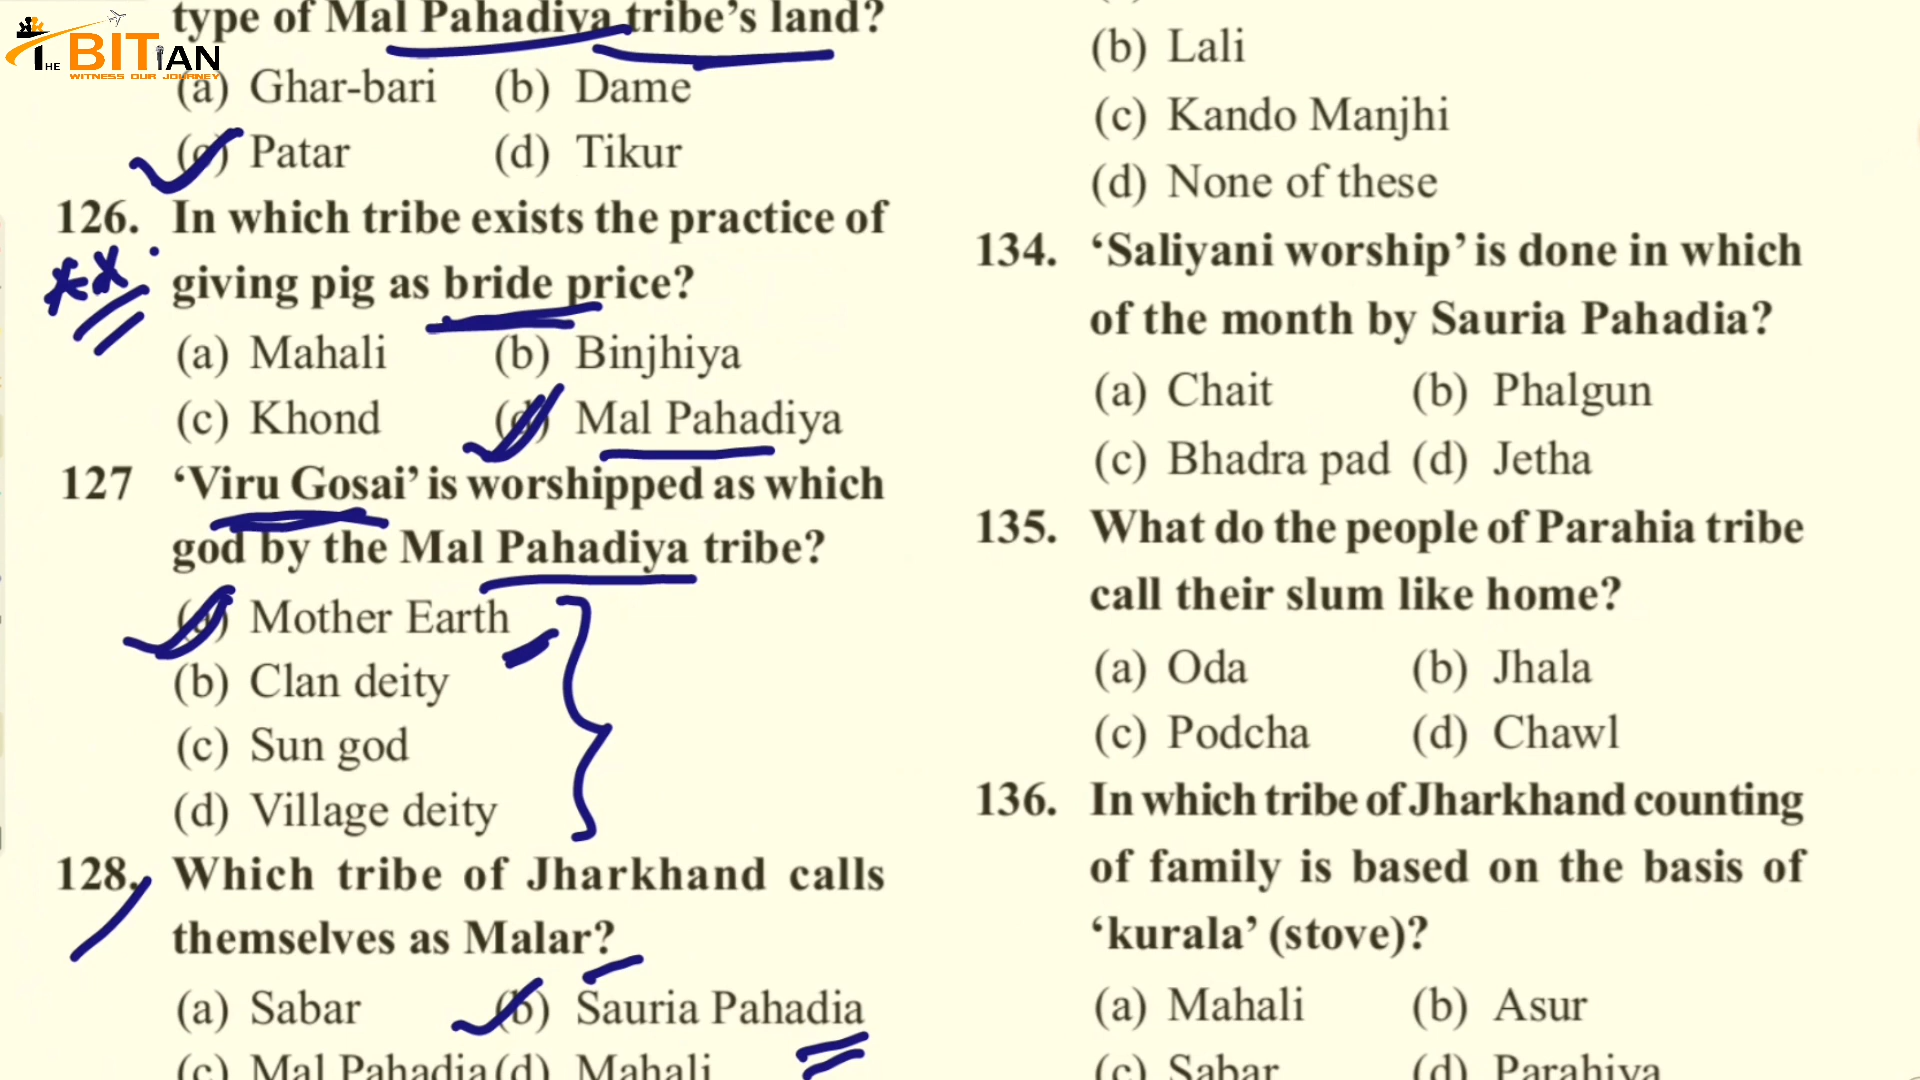 THE BITIAN
WITNESS OUR JOURNEY
type of Mal Pahadiya tribe’s land?
(a) Ghar-bari (b) Dame
(c) Patar (d) Tikur
126. In which tribe exists the practice of
giving pig as bride price?
(a) Mahali (b) Binjhiya
(c) Khond (d) Mal Pahadiya
127 ‘Viru Gosai’ is worshipped as which
god by the Mal Pahadiya tribe?
(a) Mother Earth
(b) Clan deity
(c) Sun god
(d) Village deity
128. Which tribe of Jharkhand calls
themselves as Malar?
(a) Sabar (b) Sauria Pahadia
(c) Mal Pahadia (d) Mahali
(b) Lali
(c) Kando Manjhi
(d) None of these
134. ‘Saliyani worship’ is done in which
of the month by Sauria Pahadia?
(a) Chait (b) Phalgun
(c) Bhadra pad (d) Jetha
135. What do the people of Parahia tribe
call their slum like home?
(a) Oda (b) Jhala
(c) Podcha (d) Chawl
136. In which tribe of Jharkhand counting
of family is based on the basis of
‘kurala’ (stove)?
(a) Mahali (b) Asur
(c) Sabar (d) Parahiya